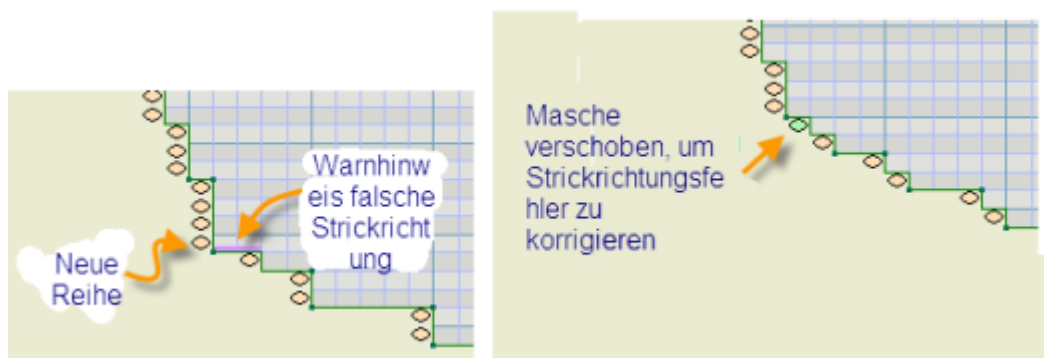 Neue
Reihe
Warnhinw
eis falsche
Strickricht
ung
Masche
verschoben, um
Strickrichtungsfe
hler zu
korrigieren